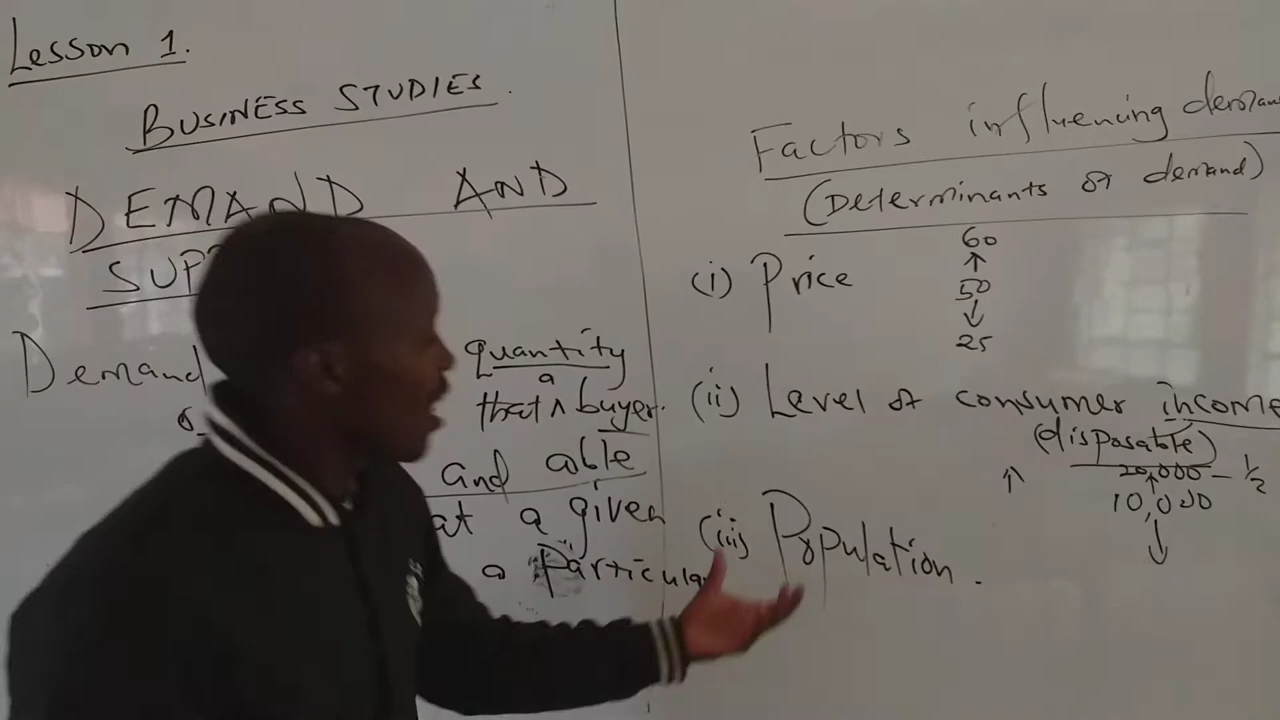 Lesson 1.
BUSINESS STUDIES.
DEMAND AND
Demand quantity
that a buyer.
and able
at a given
a Particular
Factors influencing deman
(Determinants of demand)
(i) Price
60
↑
50
↓
25
(ii) Level of consumer income
(disposable)
↑ 20,000 - 1/2
↑
10,000
↓
(iii) Population.